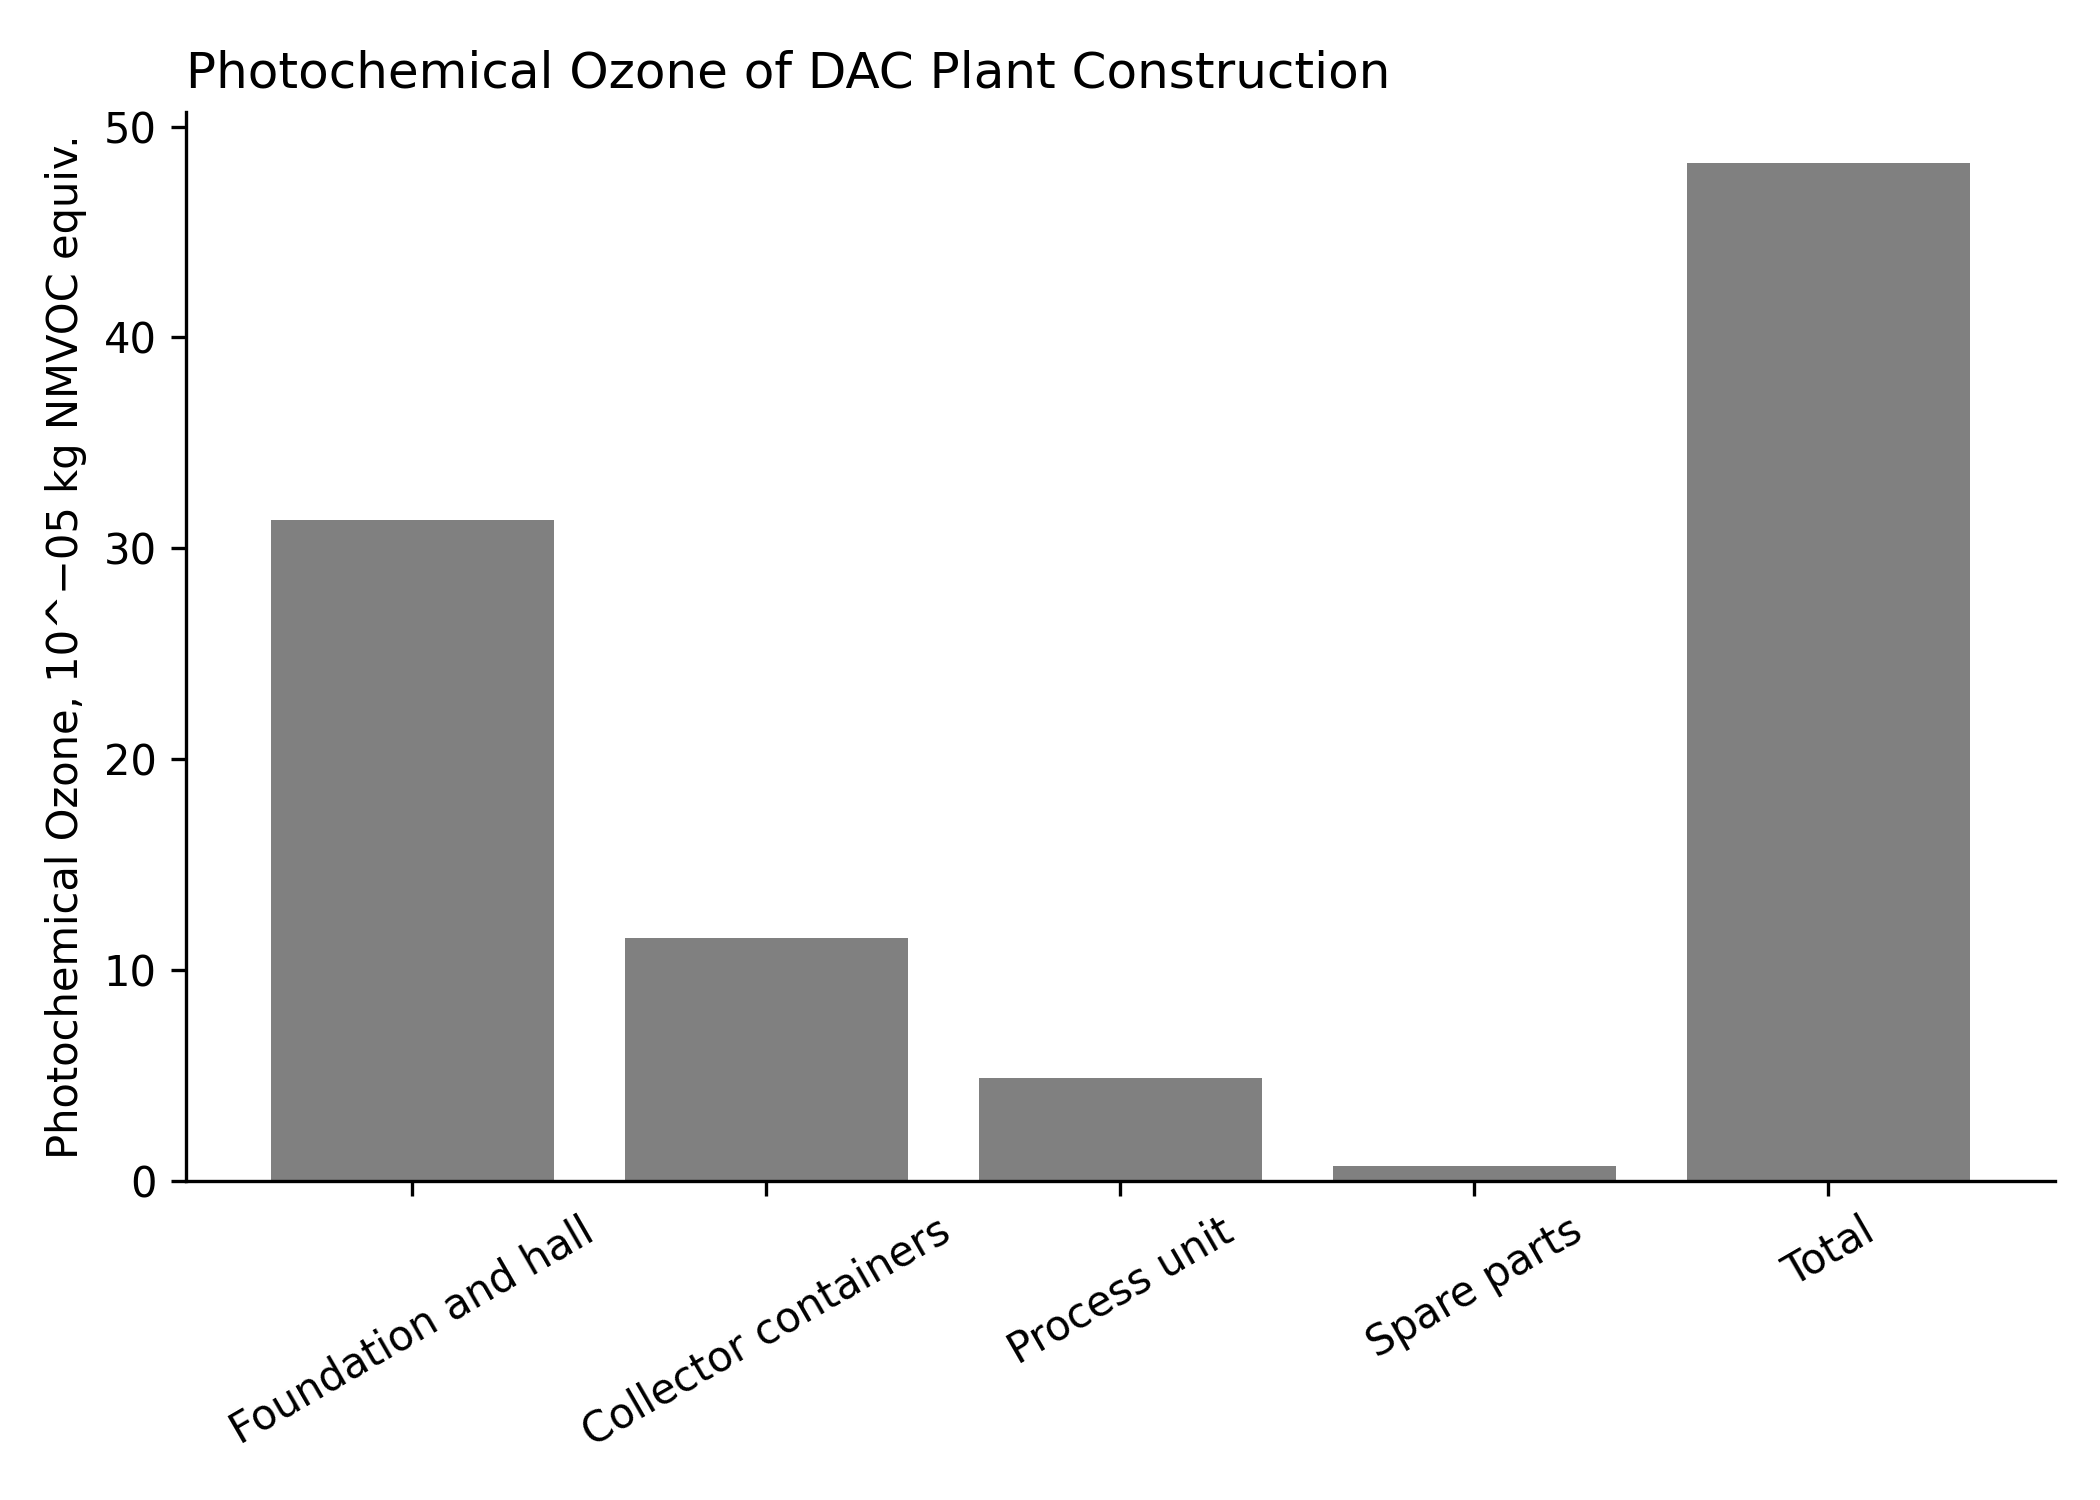 Photochemical Ozone of DAC Plant Construction
Photochemical Ozone, 10^−05 kg NMVOC equiv.
50
40
30
20
10
0
Foundation and hall
Collector containers
Process unit
Spare parts
Total